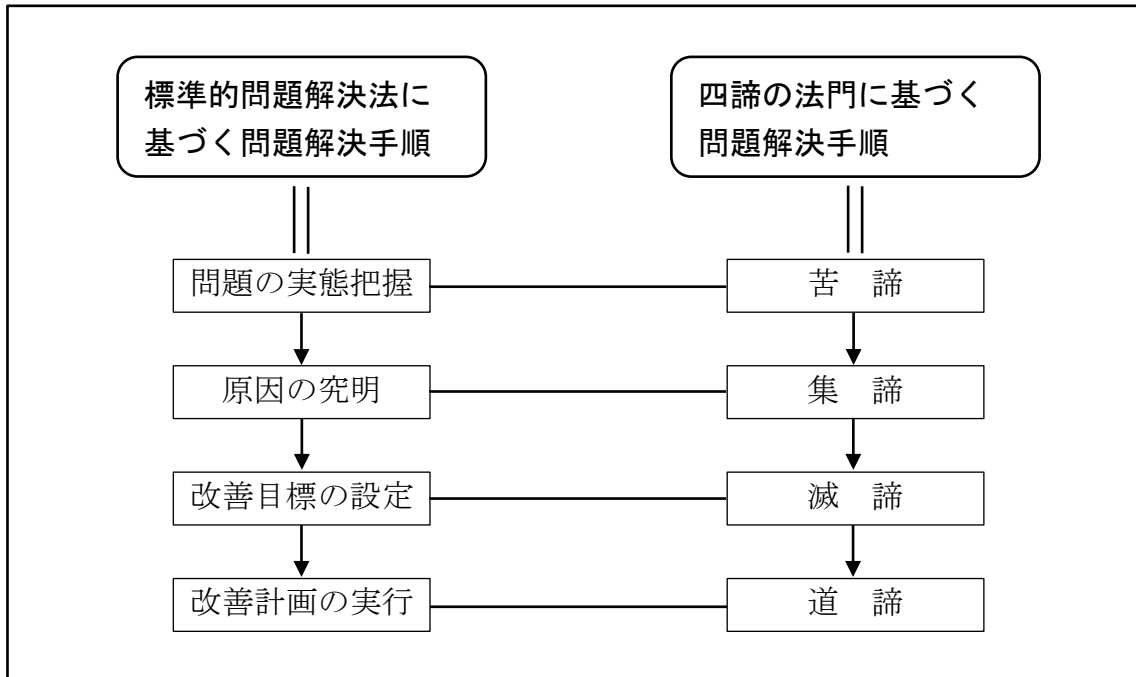 標準的問題解決法に
基づく問題解決手順
四諦の法門に基づく
問題解決手順
問題の実態把握
苦　諦
原因の究明
集　諦
改善目標の設定
滅　諦
改善計画の実行
道　諦